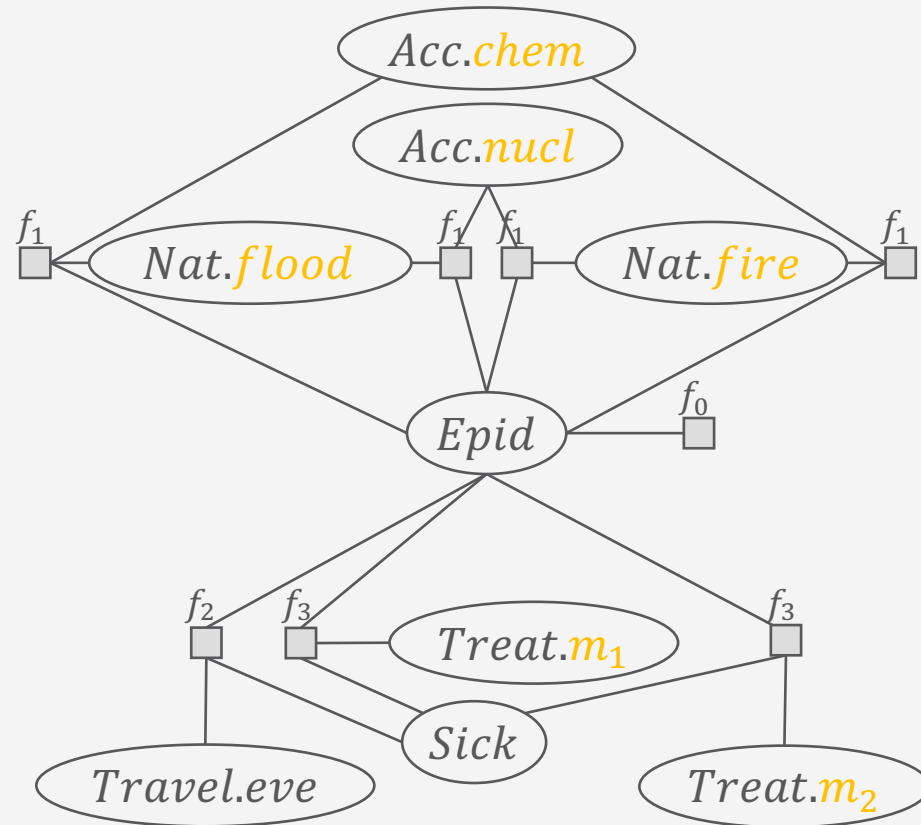 Acc.chem
Acc.nucl
f₁ f₁ f₁ f₁
Nat.flood Nat.fire
f₀
Epid
f₂ f₃ f₃
Treat.m₁
Sick
Travel.eve Treat.m₂